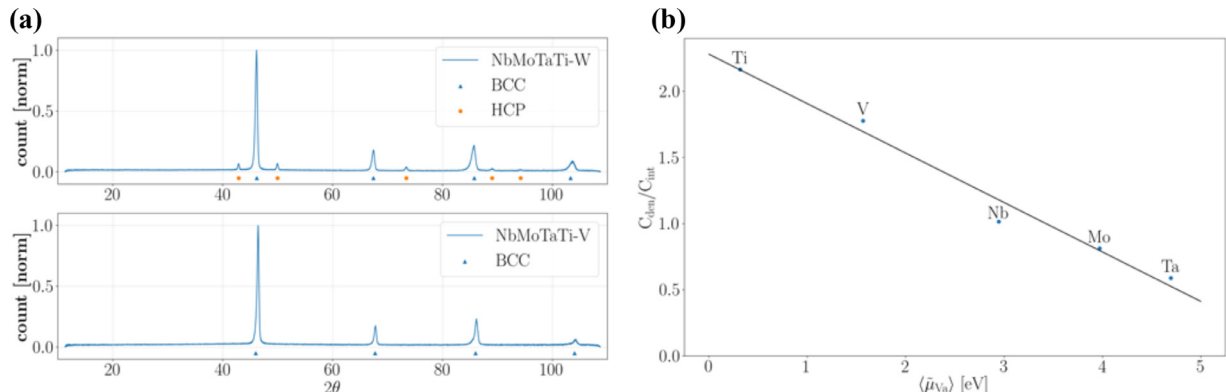 (a)
NbMoTaTi-W
BCC
HCP
count [norm]
1.0
0.5
0.0
20 40 60 80 100
NbMoTaTi-V
BCC
count [norm]
1.0
0.5
0.0
20 40 60 80 100
2θ
(b)
Ti
V
Nb
Mo
Ta
C_den/C_int
2.0
1.5
1.0
0.5
0.0
0 1 2 3 4 5
⟨μ̃_Va⟩ [eV]